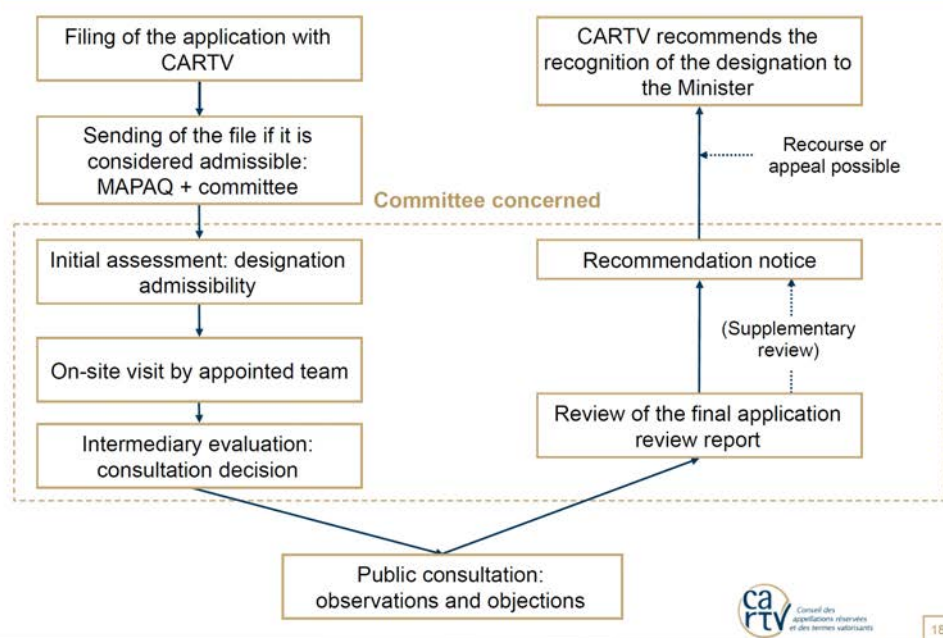 Filing of the application with
CARTV
Sending of the file if it is
considered admissible:
MAPAQ + committee
Committee concerned
Initial assessment: designation
admissibility
On-site visit by appointed team
Intermediary evaluation:
consultation decision
Public consultation:
observations and objections
Review of the final application
review report
(Supplementary
review)
Recommendation notice
Recourse or
appeal possible
CARTV recommends the
recognition of the designation to
the Minister
ca
rtv
Conseil des
appellations réservées
et des termes valorisants
18